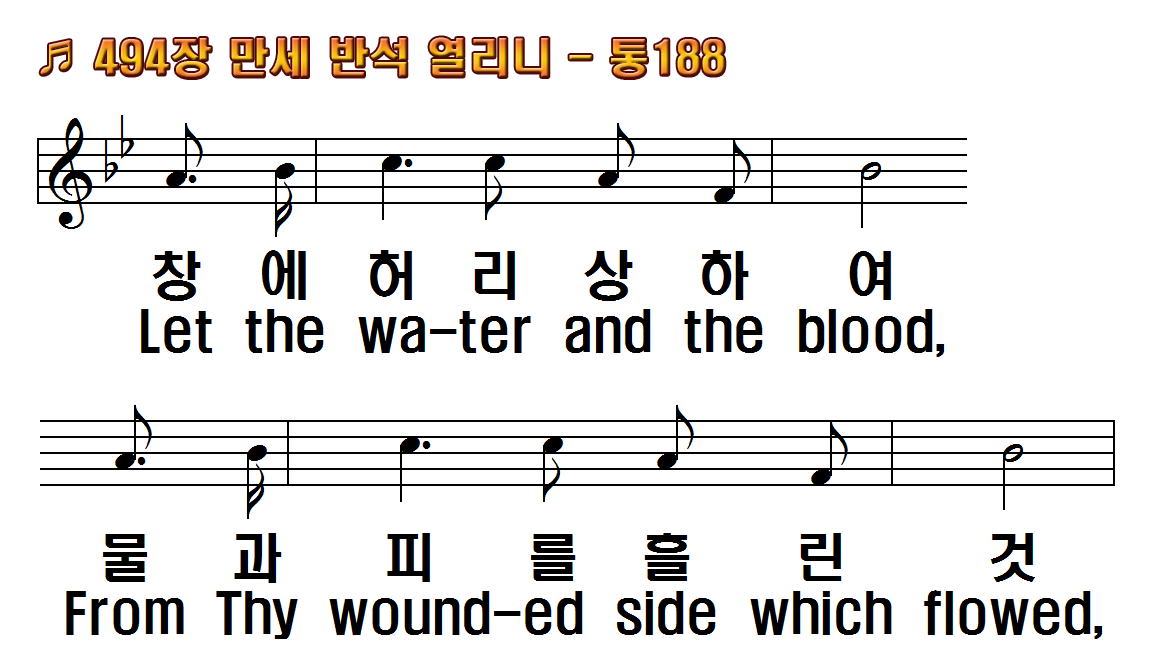 494장 만세 반석 열리니 - 통188
창 에 허 리 상 하 여
Let the wa-ter and the blood,
물 과 피 를 흘 린 것
From Thy wound-ed side which flowed,